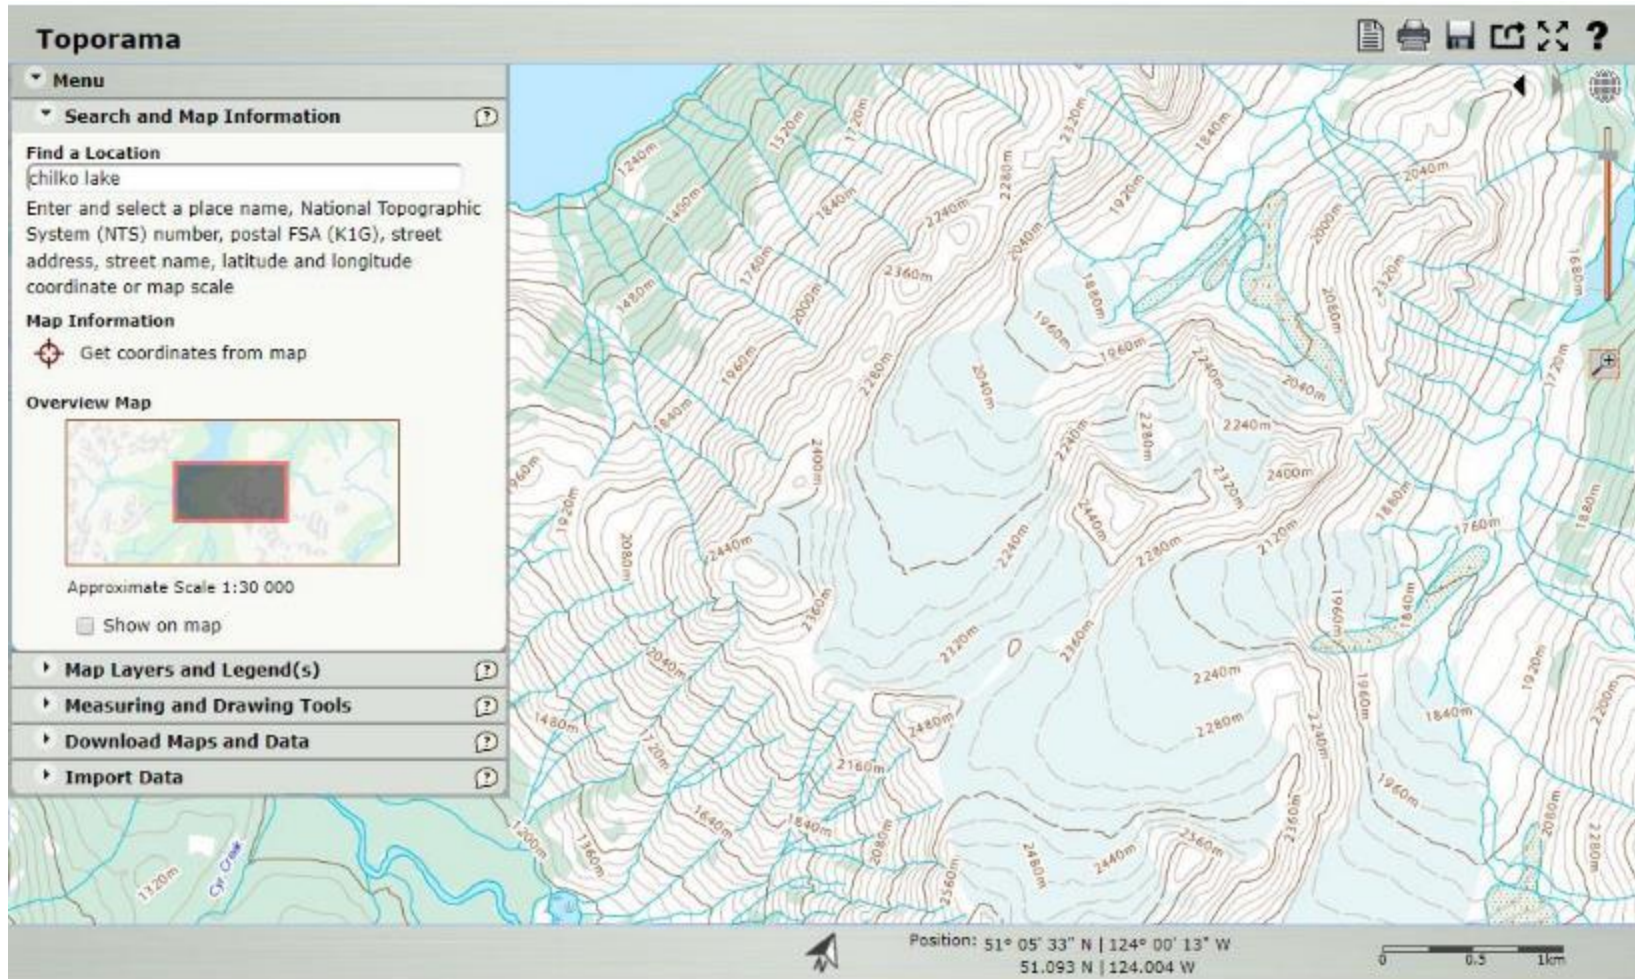 Toporama
Menu
Search and Map Information
Find a Location
chilko lake
Enter and select a place name, National Topographic
System (NTS) number, postal FSA (K1G), street
address, street name, latitude and longitude
coordinate or map scale
Map Information
Get coordinates from map
Overview Map
Approximate Scale 1:30 000
Show on map
Map Layers and Legend(s)
Measuring and Drawing Tools
Download Maps and Data
Import Data
1240m
1520m
1720m
2320m
1840m
2280m
2040m
1400m
1840m
2240m
1920m
2000m
2040m
1760m
2360m
1880m
2320m
1680m
1480m
2000m
1960m
1960m
2080m
1960m
2280m
2040m
2240m
2040m
1720m
1840m
2400m
2240m
2280m
2240m
1960m
1920m
2440m
2320m
2400m
1880m
1880m
2080m
2440m
2240m
2280m
2120m
1760m
2360m
1960m
1840m
2040m
2320m
2360m
2240m
1960m
1920m
1480m
1720m
2480m
2280m
2240m
1840m
2200m
2160m
1960m
1640m
1840m
2080m
2360m
2080m
1200m
1360m
2560m
2480m
2440m
2560m
2280m
1320m
Cyr Creek
N
Position: 51° 05' 33" N | 124° 00' 13" W
51.093 N | 124.004 W
0 0.5 1km